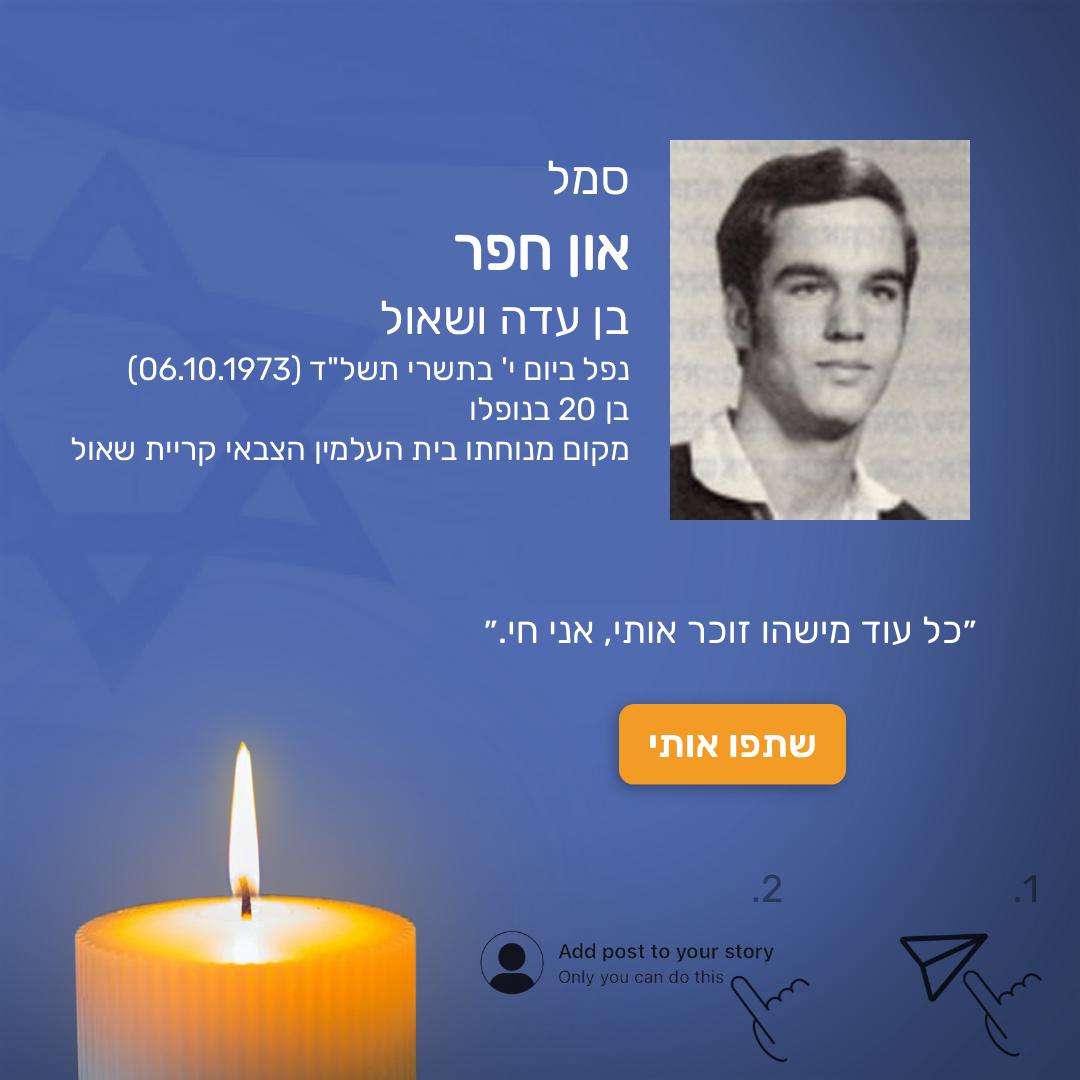 סמל
און חפר
בן עדה ושאול
נפל ביום י' בתשרי תשל"ד (06.10.1973)
בן 20 בנופלו
מקום מנוחתו בית העלמין הצבאי קריית שאול
״כל עוד מישהו זוכר אותי, אני חי.״
שתפו אותי
1.
2.
Add post to your story
Only you can do this